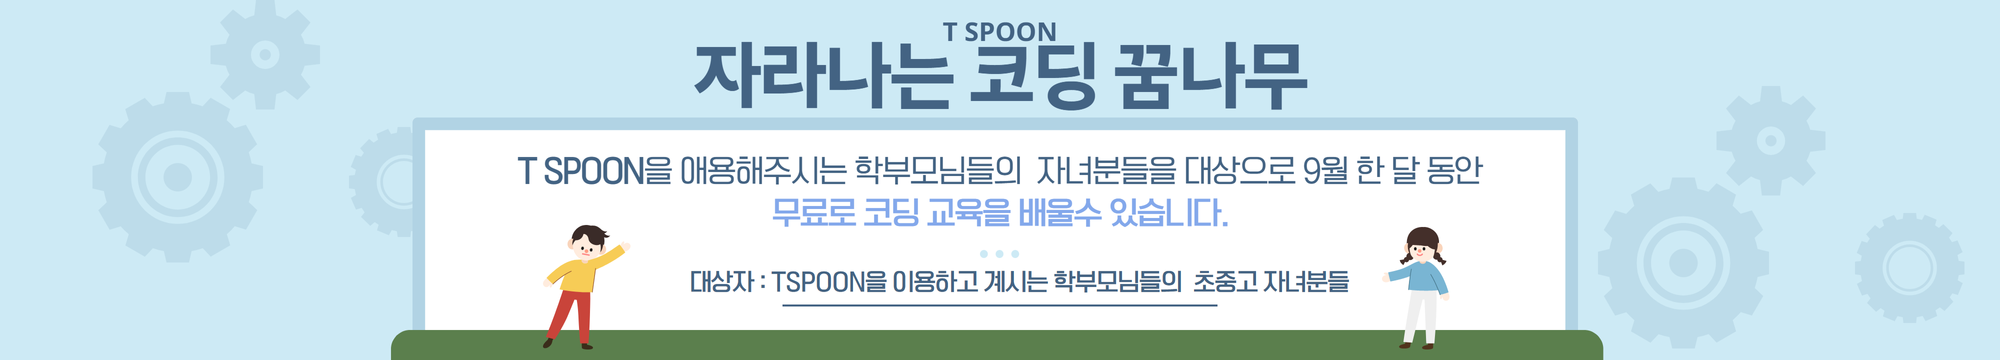 T SPOON
자라나는 코딩 꿈나무
T SPOON을 애용해주시는 학부모님들의 자녀분들을 대상으로 9월 한 달 동안
무료로 코딩 교육을 배울수 있습니다.
대상자 : TSPOON을 이용하고 계시는 학부모님들의 초중고 자녀분들